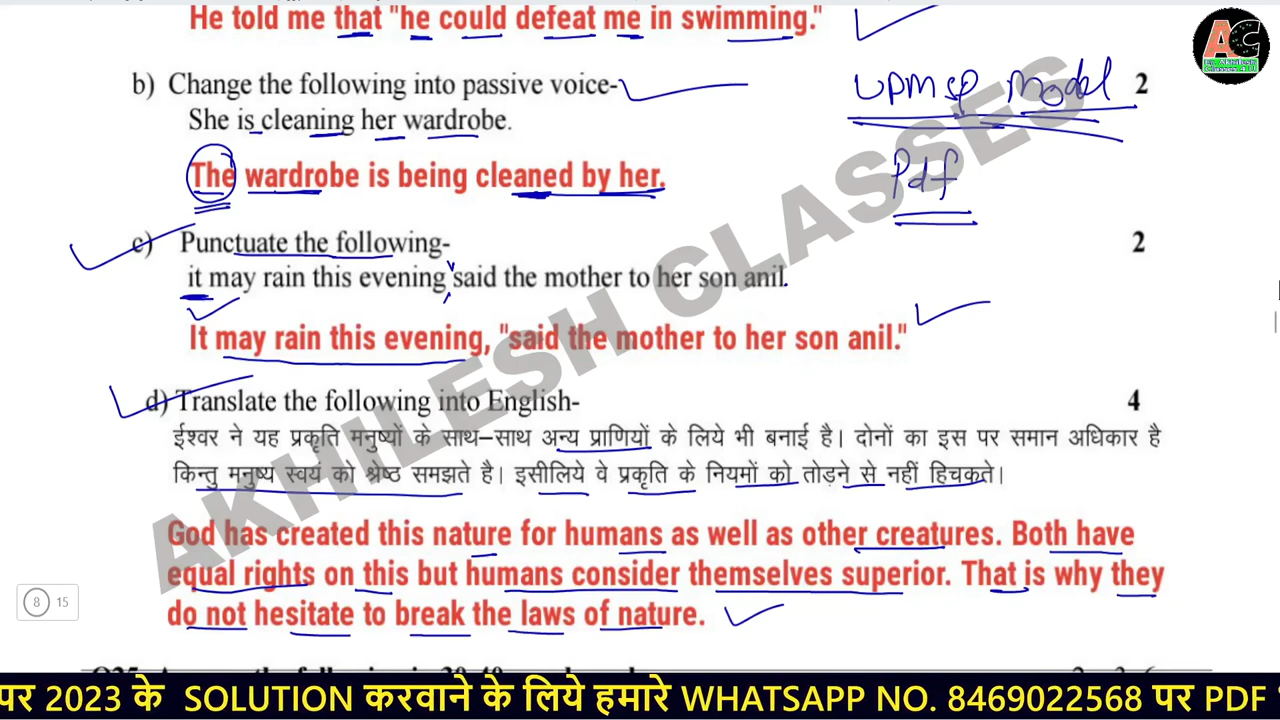 He told me that "he could defeat me in swimming."
b) Change the following into passive voice-
UPMSP Model 2
She is cleaning her wardrobe.
The wardrobe is being cleaned by her.
Pdf
c) Punctuate the following- 2
it may rain this evening, said the mother to her son anil.
It may rain this evening, "said the mother to her son anil."
d) Translate the following into English- 4
ईश्वर ने यह प्रकृति मनुष्यों के साथ–साथ अन्य प्राणियों के लिये भी बनाई है। दोनों का इस पर समान अधिकार है
किन्तु मनुष्य स्वयं को श्रेष्ठ समझते है। इसीलिये वे प्रकृति के नियमों को तोड़ने से नहीं हिचकते।
God has created this nature for humans as well as other creatures. Both have
equal rights on this but humans consider themselves superior. That is why they
do not hesitate to break the laws of nature.
8 15
AKHILESH CLASSES
AC
पर 2023 के SOLUTION करवाने के लिये हमारे WHATSAPP NO. 8469022568 पर PDF